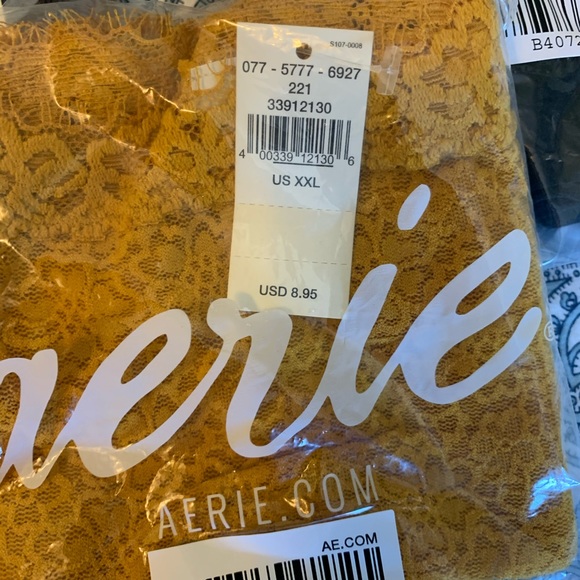 S107-0008
077 - 5777 - 6927
221
33912130
4 00339 12130 6
US XXL
USD 8.95
B4072
aerie
AERIE.COM
AE.COM